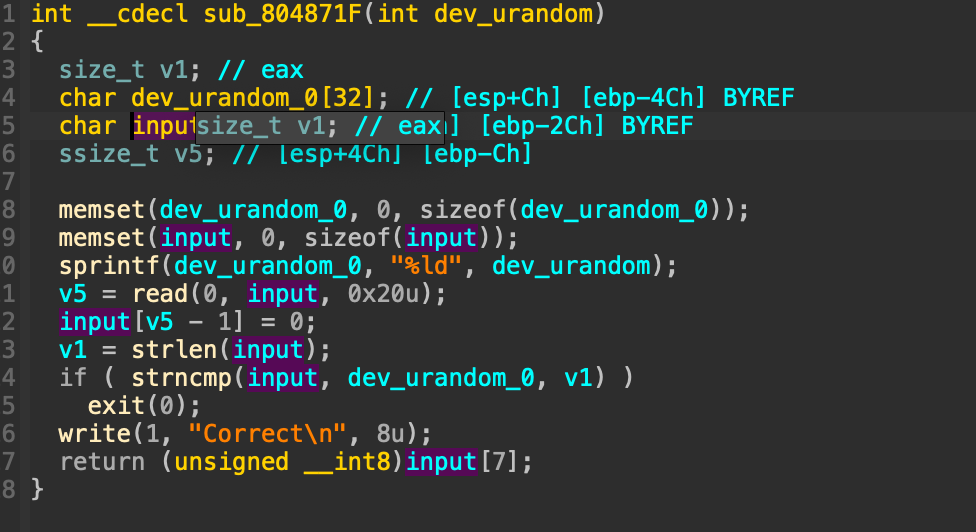 1 int __cdecl sub_804871F(int dev_urandom)
2 {
3 size_t v1; // eax
4 char dev_urandom_0[32]; // [esp+Ch] [ebp-4Ch] BYREF
5 char input size_t v1; // eax] [ebp-2Ch] BYREF
6 ssize_t v5; // [esp+4Ch] [ebp-Ch]
7
8 memset(dev_urandom_0, 0, sizeof(dev_urandom_0));
9 memset(input, 0, sizeof(input));
0 sprintf(dev_urandom_0, "%ld", dev_urandom);
1 v5 = read(0, input, 0x20u);
2 input[v5 - 1] = 0;
3 v1 = strlen(input);
4 if ( strncmp(input, dev_urandom_0, v1) )
5 exit(0);
6 write(1, "Correct\n", 8u);
7 return (unsigned __int8)input[7];
8 }